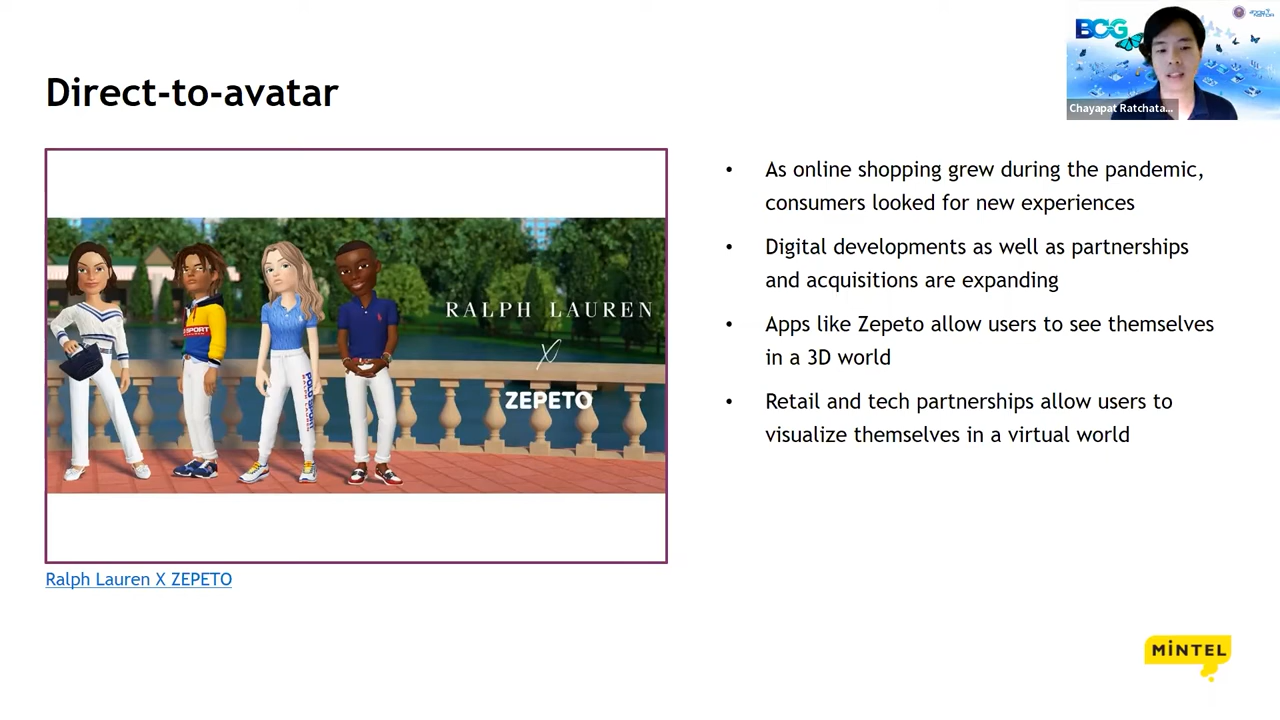 BCG
Chayapat Ratchata...
Direct-to-avatar
RALPH LAUREN
X
ZEPETO
SPORT
POLO SPORT
Ralph Lauren X ZEPETO
• As online shopping grew during the pandemic,
consumers looked for new experiences
• Digital developments as well as partnerships
and acquisitions are expanding
• Apps like Zepeto allow users to see themselves
in a 3D world
• Retail and tech partnerships allow users to
visualize themselves in a virtual world
MINTEL